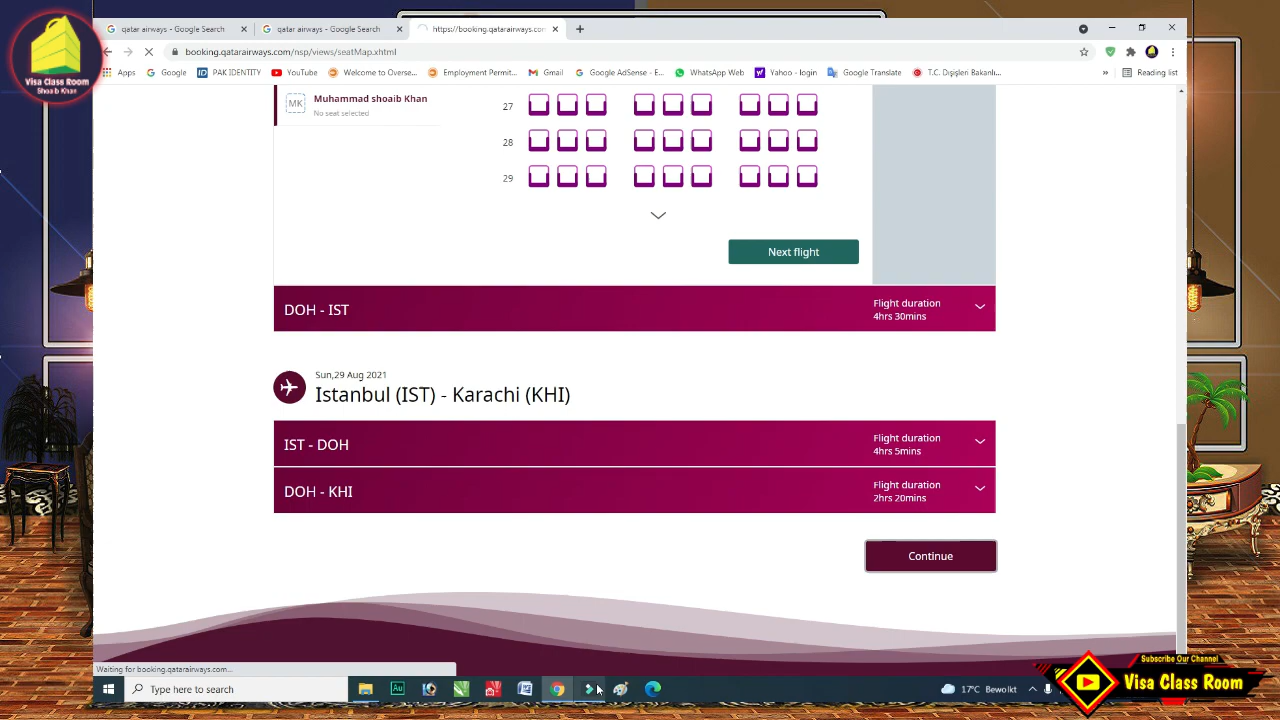 Visa Class Room
Shoaib Khan
qatar airways - Google Search
qatar airways - Google Search
https://booking.qatarairways.com
booking.qatarairways.com/nsp/views/seatMap.xhtml
Apps
Google
PAK IDENTITY
YouTube
Welcome to Overse...
Employment Permit...
Gmail
Google AdSense - E...
WhatsApp Web
Yahoo - login
Google Translate
T.C. Dışişleri Bakanlı...
Reading list
MK
Muhammad shoaib Khan
No seat selected
27
28
29
Next flight
DOH - IST
Flight duration
4hrs 30mins
Sun,29 Aug 2021
Istanbul (IST) - Karachi (KHI)
IST - DOH
Flight duration
4hrs 5mins
DOH - KHI
Flight duration
2hrs 20mins
Continue
Waiting for booking.qatarairways.com...
Type here to search
17°C Bewolkt
Subscribe Our Channel
Visa Class Room